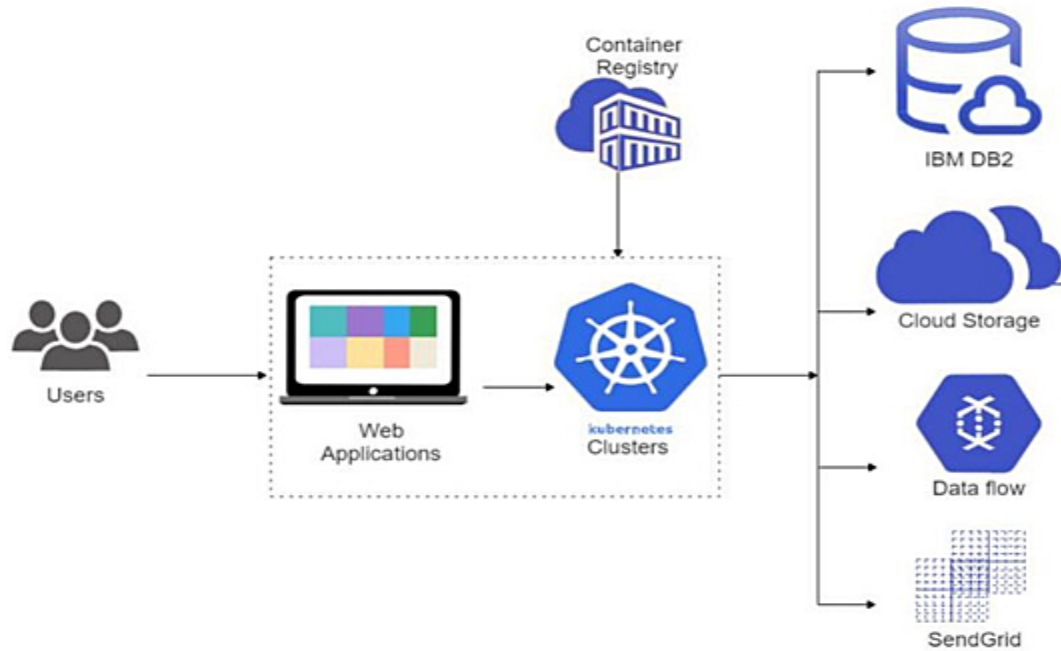 Container
Registry
IBM DB2
Cloud Storage
Users
Web
Applications
kubernetes
Clusters
Data flow
SendGrid